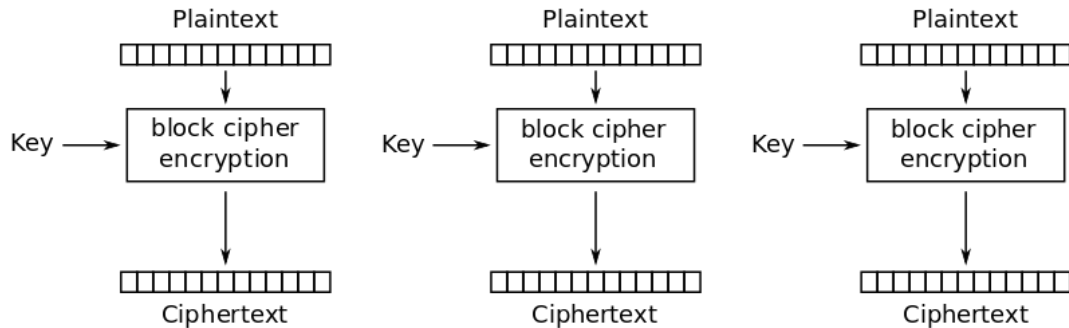 Plaintext
Plaintext
Plaintext
Key
block cipher
encryption
Key
block cipher
encryption
Key
block cipher
encryption
Ciphertext
Ciphertext
Ciphertext